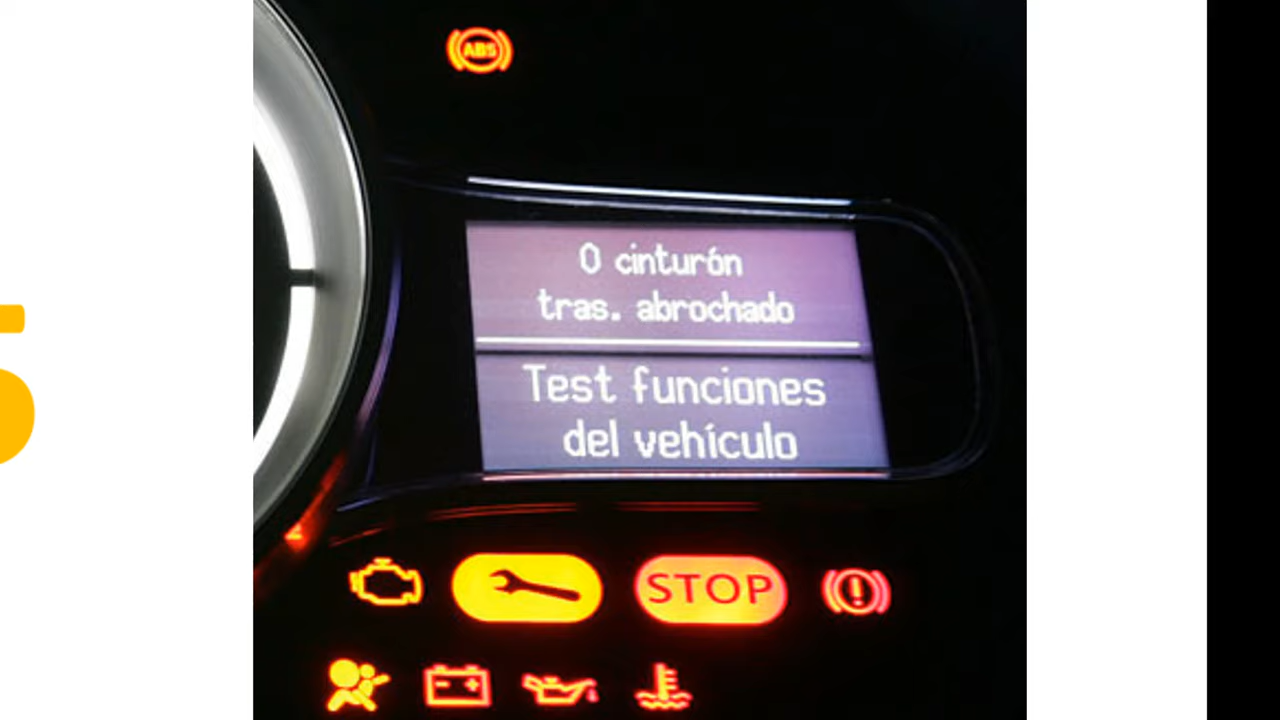 ABS
0 cinturón
tras. abrochado
Test funciones
del vehículo
STOP